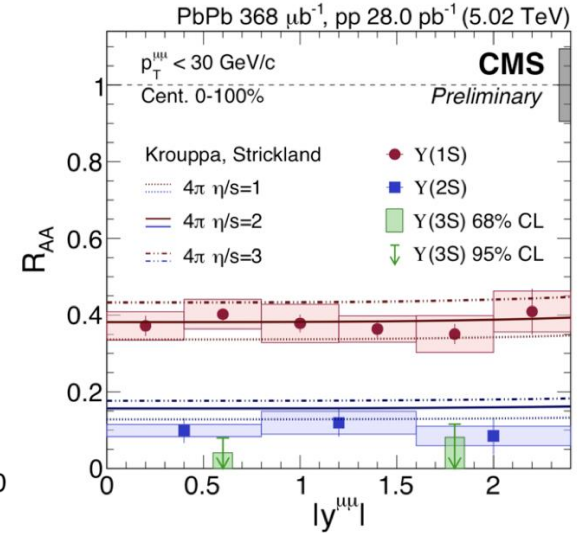 PbPb 368 μb⁻¹, pp 28.0 pb⁻¹ (5.02 TeV)
p_T^μμ < 30 GeV/c
CMS
Cent. 0-100%
Preliminary
Krouppa, Strickland
4π η/s=1
4π η/s=2
4π η/s=3
ϒ(1S)
ϒ(2S)
ϒ(3S) 68% CL
ϒ(3S) 95% CL
R_AA
1
0.8
0.6
0.4
0.2
0
0
0 0.5 1 1.5 2
|y^μμ|